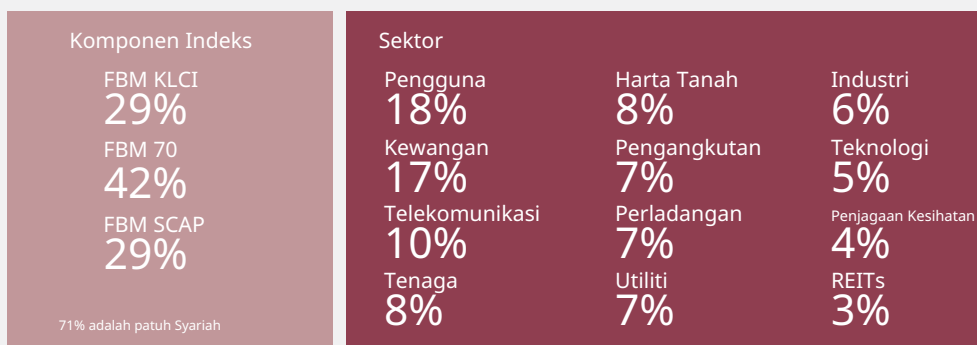 Komponen Indeks
FBM KLCI
29%
FBM 70
42%
FBM SCAP
29%
71% adalah patuh Syariah
Sektor
Pengguna
18%
Kewangan
17%
Telekomunikasi
10%
Tenaga
8%
Harta Tanah
8%
Pengangkutan
7%
Perladangan
7%
Utiliti
7%
Industri
6%
Teknologi
5%
Penjagaan Kesihatan
4%
REITs
3%